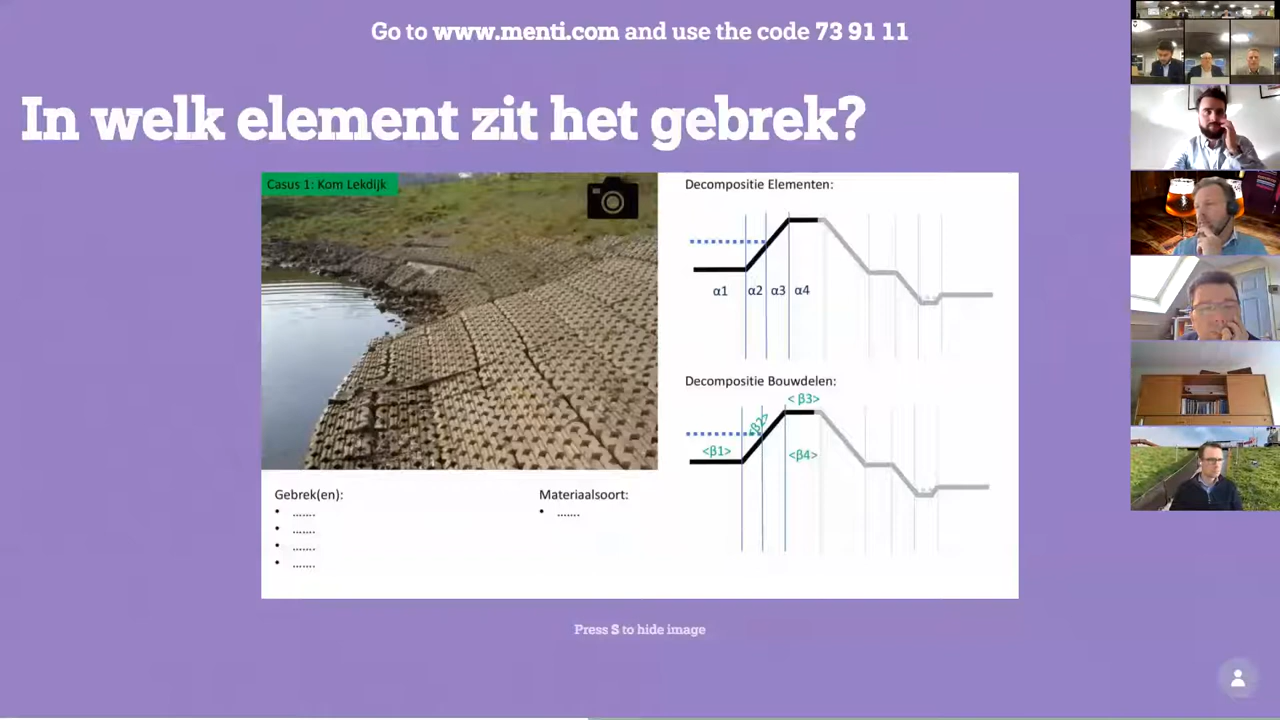 Go to www.menti.com and use the code 73 91 11
In welk element zit het gebrek?
Casus 1: Kom Lekdijk
Decompositie Elementen:
α1 α2 α3 α4
Decompositie Bouwdelen:
< β3>
<β2>
<β1> <β4>
Gebrek(en):
• .......
• .......
• .......
• .......
Materiaalsoort:
• .......
Press S to hide image